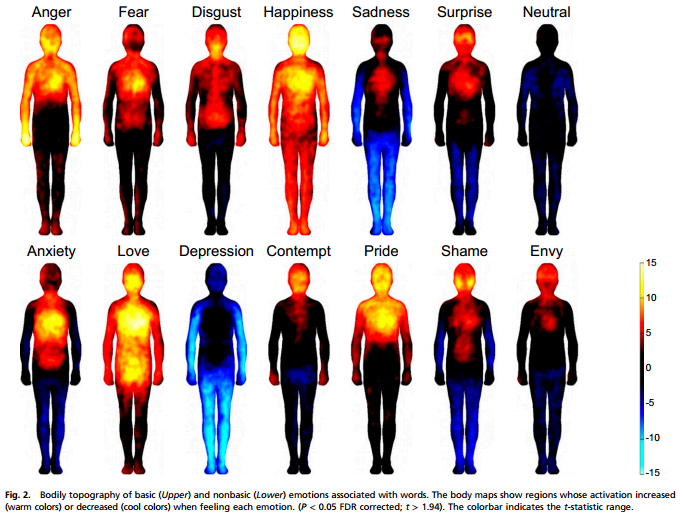 Anger Fear Disgust Happiness Sadness Surprise Neutral
Anxiety Love Depression Contempt Pride Shame Envy
15
10
5
0
-5
-10
-15
Fig. 2. Bodily topography of basic (Upper) and nonbasic (Lower) emotions associated with words. The body maps show regions whose activation increased
(warm colors) or decreased (cool colors) when feeling each emotion. (P < 0.05 FDR corrected; t > 1.94). The colorbar indicates the t-statistic range.